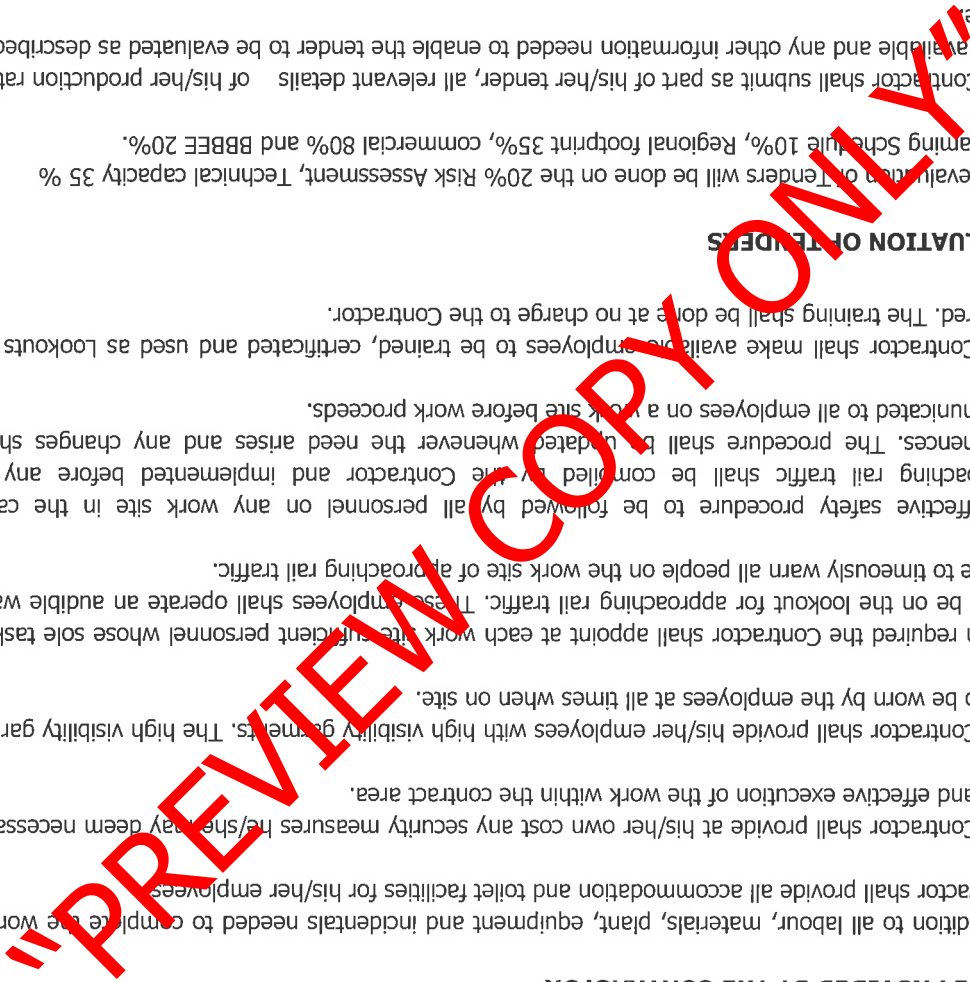 dition to all labour, materials, plant, equipment and incidentals needed to complete the wor
actor shall provide all accommodation and toilet facilities for his/her employees.
Contractor shall provide at his/her own cost any security measures he/she may deem necessa
and effective execution of the work within the contract area.
Contractor shall provide his/her employees with high visibility garments. The high visibility gar
o be worn by the employees at all times when on site.
n required the Contractor shall appoint at each work site sufficient personnel whose sole task
be on the lookout for approaching rail traffic. These employees shall operate an audible wa
e to timeously warn all people on the work site of approaching rail traffic.
ffective safety procedure to be followed by all personnel on any work site in the ca
oaching rail traffic shall be compiled by the Contractor and implemented before any
mences. The procedure shall be updated whenever the need arises and any changes sh
municated to all employees on a work site before work proceeds.
Contractor shall make available employees to be trained, certificated and used as Lookouts
red. The training shall be done at no charge to the Contractor.
LUATION OF TENDERS
evaluation of Tenders will be done on the 20% Risk Assessment, Technical capacity 35 %
aming Schedule 10%, Regional footprint 35%, commercial 80% and BBBEE 20%.
Contractor shall submit as part of his/her tender, all relevant details of his/her production rat
available and any other information needed to enable the tender to be evaluated as described
e.
"PREVIEW COPY ONLY"